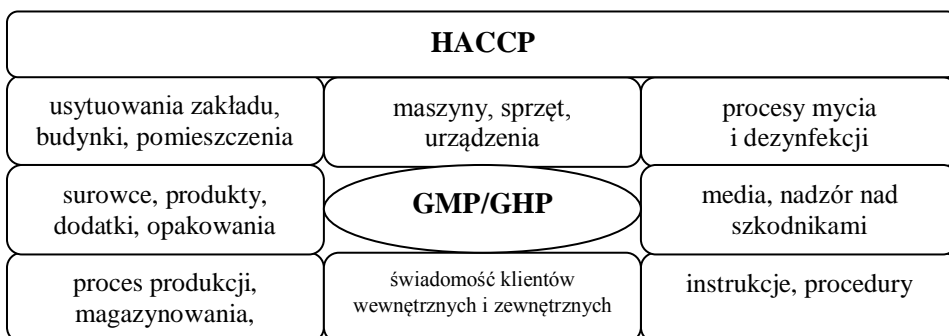 HACCP
usytuowania zakładu,
budynki, pomieszczenia
maszyny, sprzęt,
urządzenia
procesy mycia
i dezynfekcji
surowce, produkty,
dodatki, opakowania
GMP/GHP
media, nadzór nad
szkodnikami
proces produkcji,
magazynowania,
świadomość klientów
wewnętrznych i zewnętrznych
instrukcje, procedury